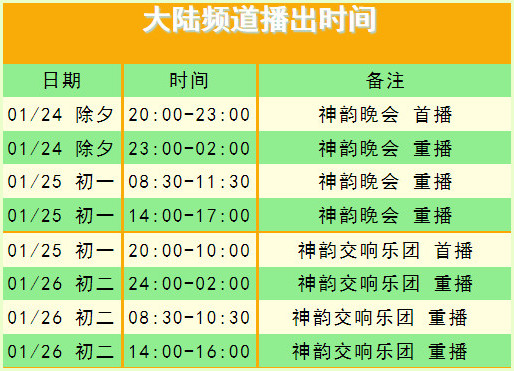 大陆频道播出时间
日期 时间 备注
01/24 除夕 20:00-23:00 神韵晚会 首播
01/24 除夕 23:00-02:00 神韵晚会 重播
01/25 初一 08:30-11:30 神韵晚会 重播
01/25 初一 14:00-17:00 神韵晚会 重播
01/25 初一 20:00-10:00 神韵交响乐团 首播
01/26 初二 24:00-02:00 神韵交响乐团 重播
01/26 初二 08:30-10:30 神韵交响乐团 重播
01/26 初二 14:00-16:00 神韵交响乐团 重播